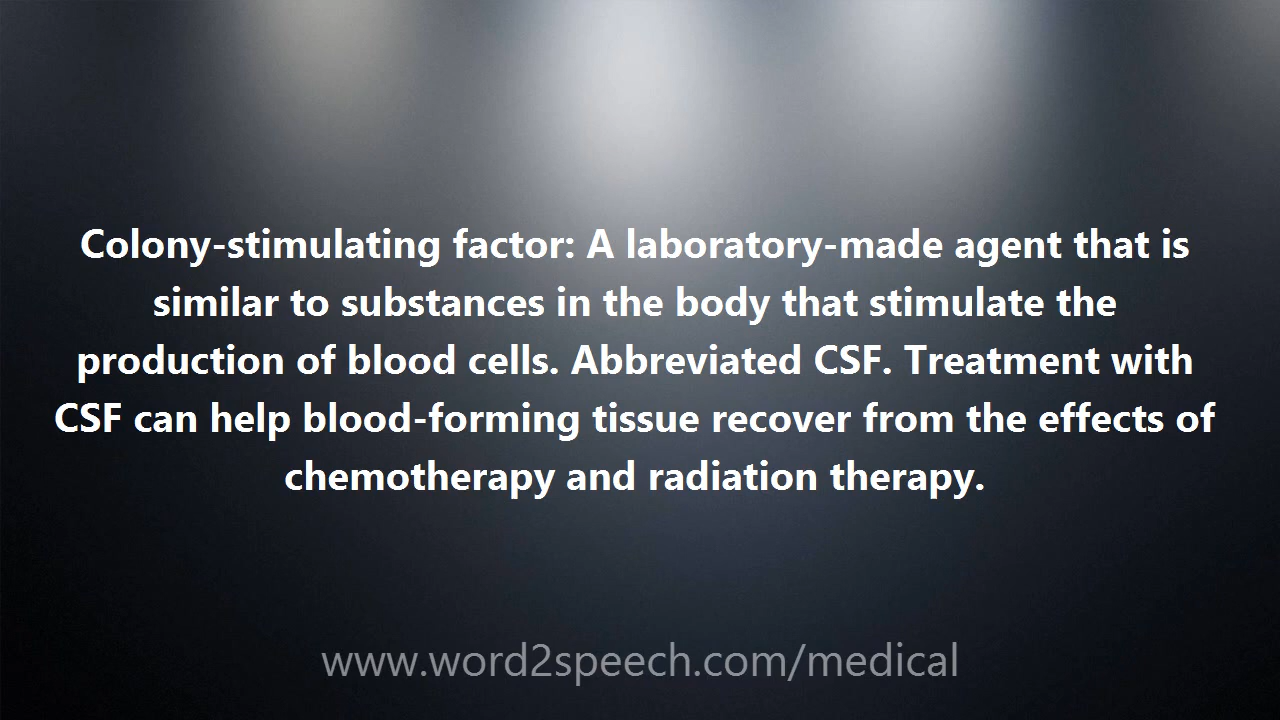 Colony-stimulating factor: A laboratory-made agent that is
similar to substances in the body that stimulate the
production of blood cells. Abbreviated CSF. Treatment with
CSF can help blood-forming tissue recover from the effects of
chemotherapy and radiation therapy.
www.word2speech.com/medical